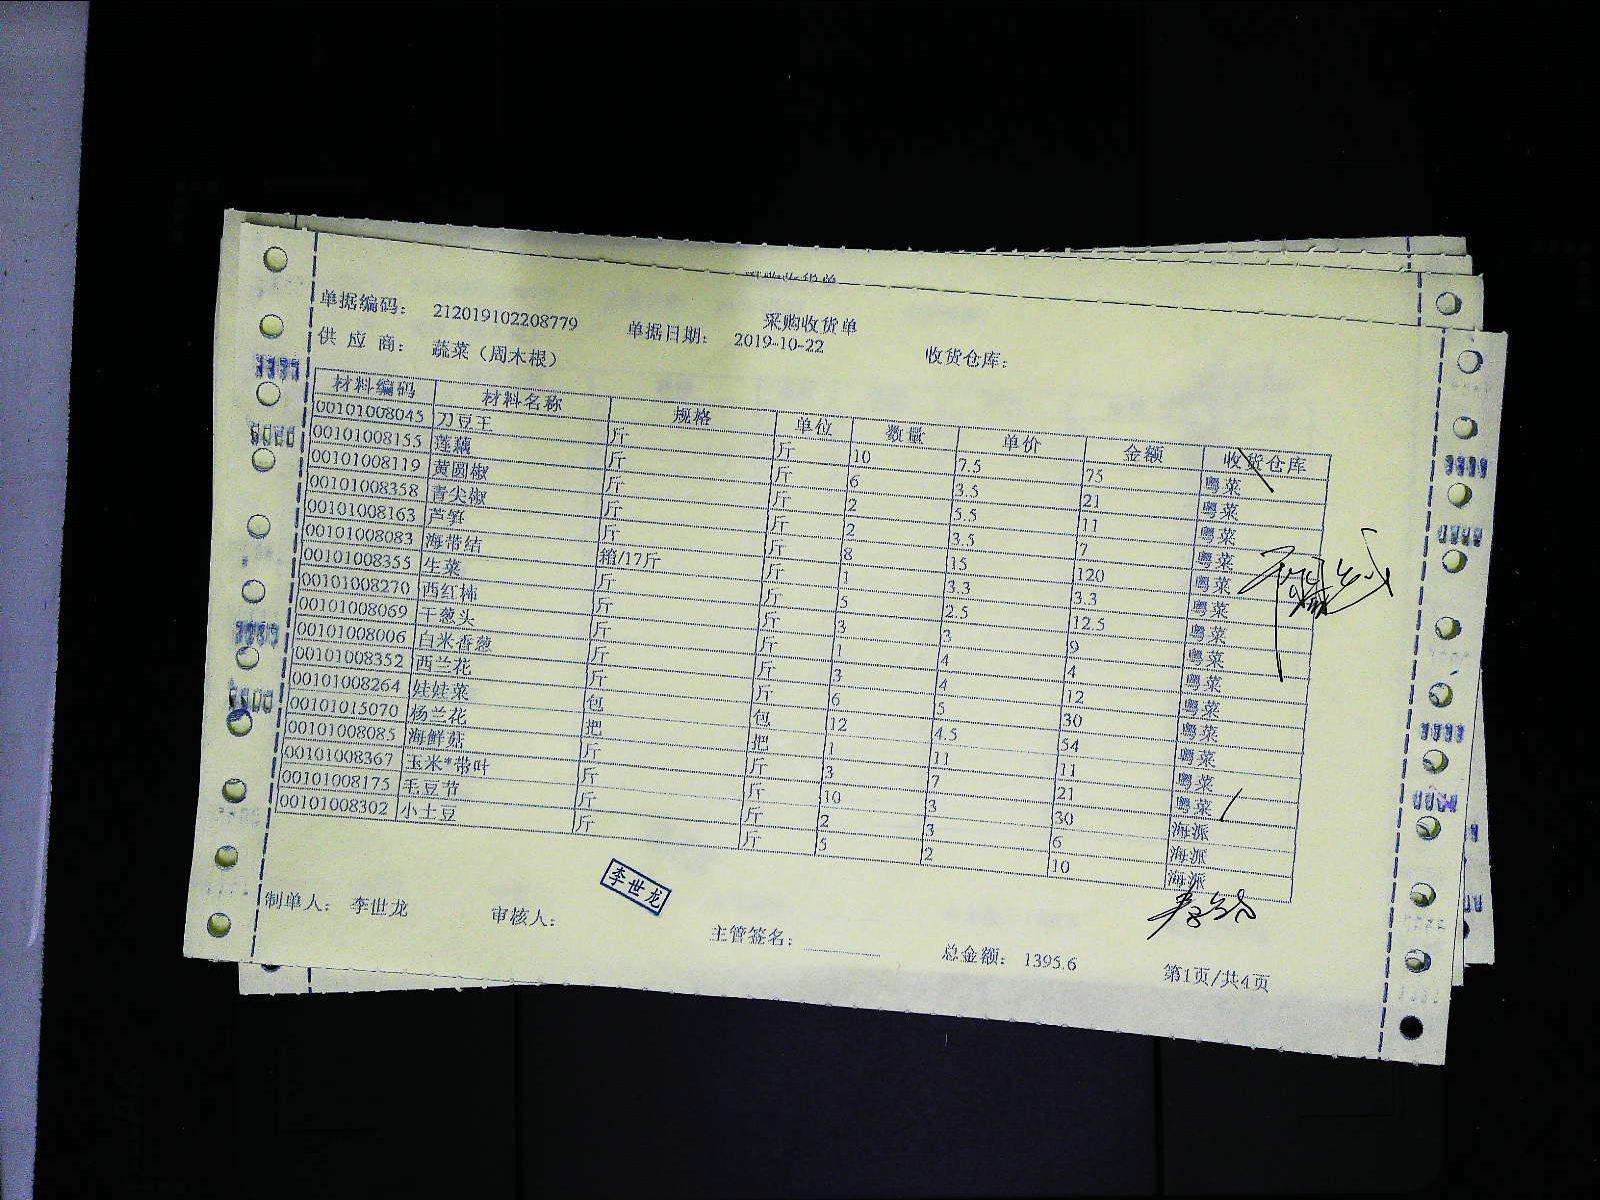 采购收货单
单据编码： 212019102208779 单据日期： 2019-10-22 收货仓库：
供 应 商： 蔬菜（周木根）
材料编码 材料名称 规格 单位 数量 单价 金额 收货仓库
00101008045 刀豆王 斤 斤 10 7.5 75 粤菜
00101008155 莲藕 斤 斤 6 3.5 21 粤菜
00101008119 黄圆椒 斤 斤 2 5.5 11 粤菜
00101008358 青尖椒 斤 斤 2 3.5 7 粤菜
00101008163 芦笋 斤 斤 8 15 120 粤菜
00101008083 海带结 箱/17斤 斤 1 3.3 3.3 粤菜
00101008355 生菜 斤 斤 5 2.5 12.5 粤菜
00101008270 西红柿 斤 斤 3 3 9 粤菜
00101008069 干葱头 斤 斤 1 4 4 粤菜
00101008006 白米香葱 斤 斤 3 4 12 粤菜
00101008352 西兰花 斤 斤 6 5 30 粤菜
00101008264 娃娃菜 包 包 12 4.5 54 粤菜
00101015070 杨兰花 把 把 1 11 11 粤菜
00101008085 海鲜菇 斤 斤 3 7 21 粤菜
00101008367 玉米*带叶 斤 斤 10 3 30 海派
00101008175 毛豆节 斤 斤 2 3 6 海派
00101008302 小土豆 斤 斤 5 2 10 海派
李世龙
制单人： 李世龙 审核人： 主管签名： 总金额： 1395.6 第1页/共4页